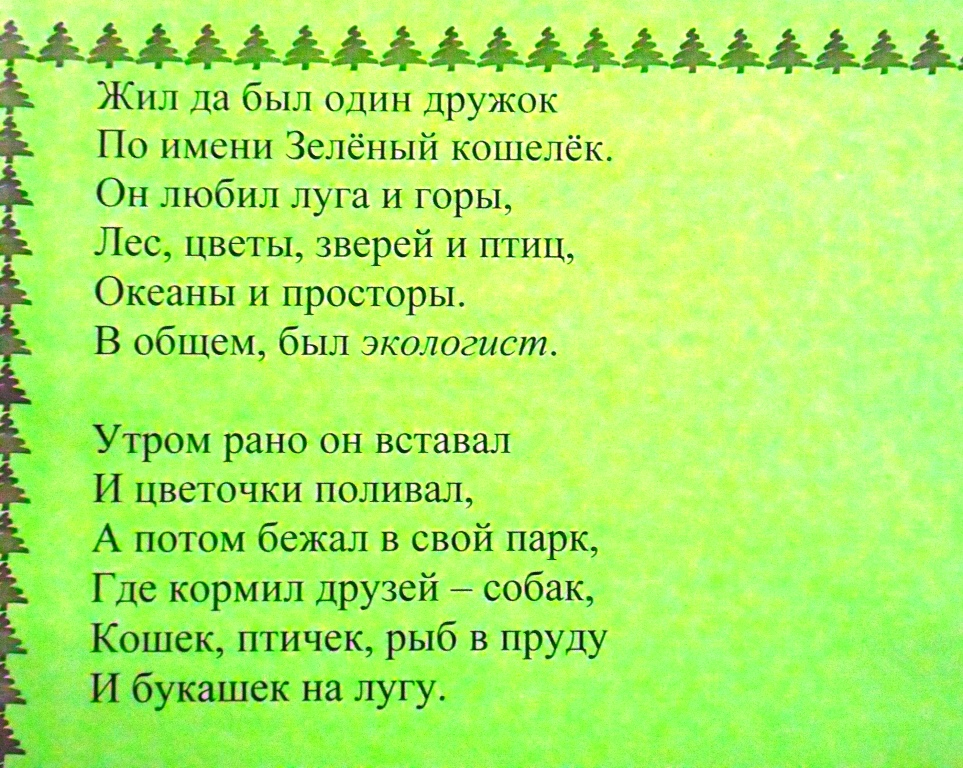 Жил да был один дружок
По имени Зелёный кошелёк.
Он любил луга и горы,
Лес, цветы, зверей и птиц,
Океаны и просторы.
В общем, был экологист.

Утром рано он вставал
И цветочки поливал,
А потом бежал в свой парк,
Где кормил друзей – собак,
Кошек, птичек, рыб в пруду
И букашек на лугу.